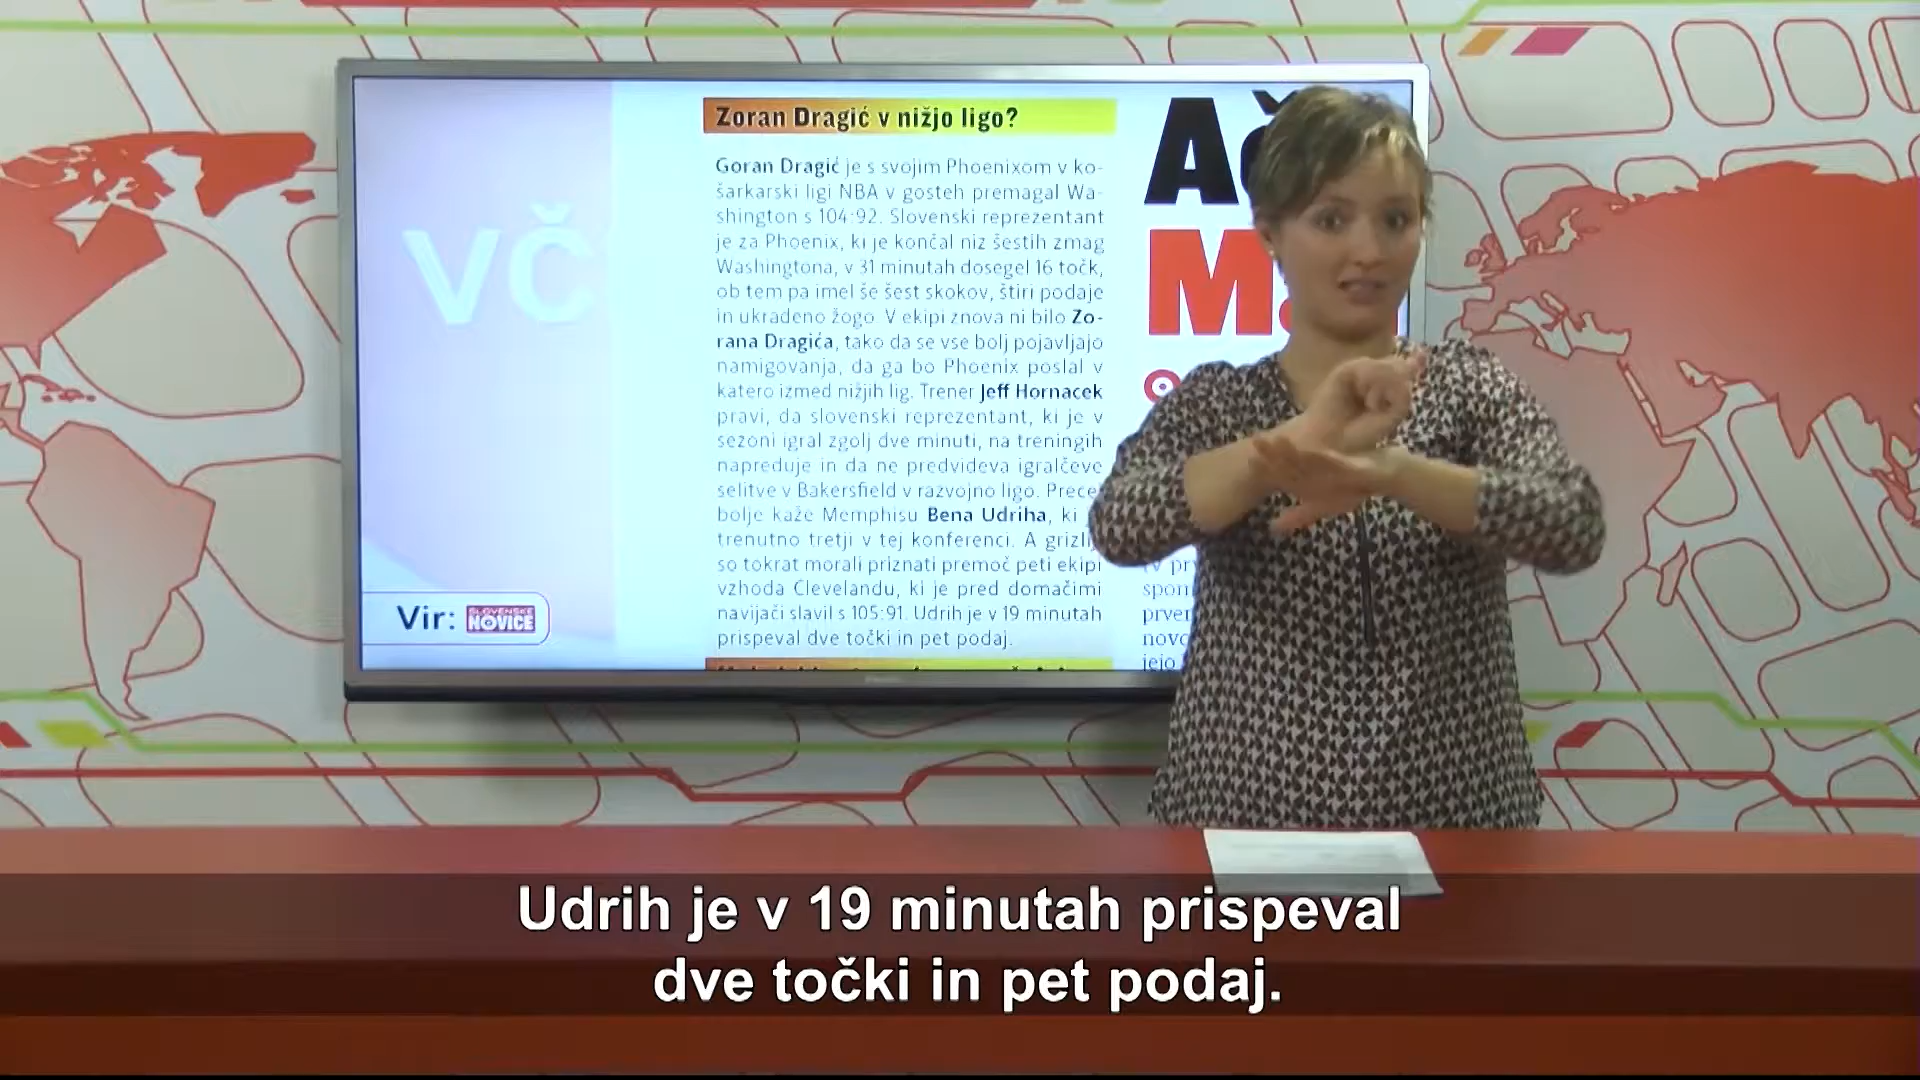 Zoran Dragić v nižjo ligo?
Goran Dragić je s svojim Phoenixom v ko-
šarkarski ligi NBA v gosteh premagal Wa-
shington s 104:92. Slovenski reprezentant
je za Phoenix, ki je končal niz šestih zmag
Washingtona, v 31 minutah dosegel 16 točk,
ob tem pa imel še šest skokov, štiri podaje
in ukradeno žogo. V ekipi znova ni bilo Zo-
rana Dragića, tako da se vse bolj pojavljajo
namigovanja, da ga bo Phoenix poslal v
katero izmed nižjih lig. Trener Jeff Hornacek
pravi, da slovenski reprezentant, ki je v
sezoni igral zgolj dve minuti, na treningih
napreduje in da ne predvideva igralčeve
selitve v Bakersfield v razvojno ligo. Prece
bolje kaže Memphisu Bena Udriha, ki
trenutno tretji v tej konferenci. A grizli
so tokrat morali priznati premoč peti ekipi
vzhoda Clevelandu, ki je pred domačimi
navijači slavil s 105:91. Udrih je v 19 minutah
prispeval dve točki in pet podaj.
VČ
Vir: SLOVENSKE NOVICE
A
M
prver
novo
jejo
Udrih je v 19 minutah prispeval
dve točki in pet podaj.